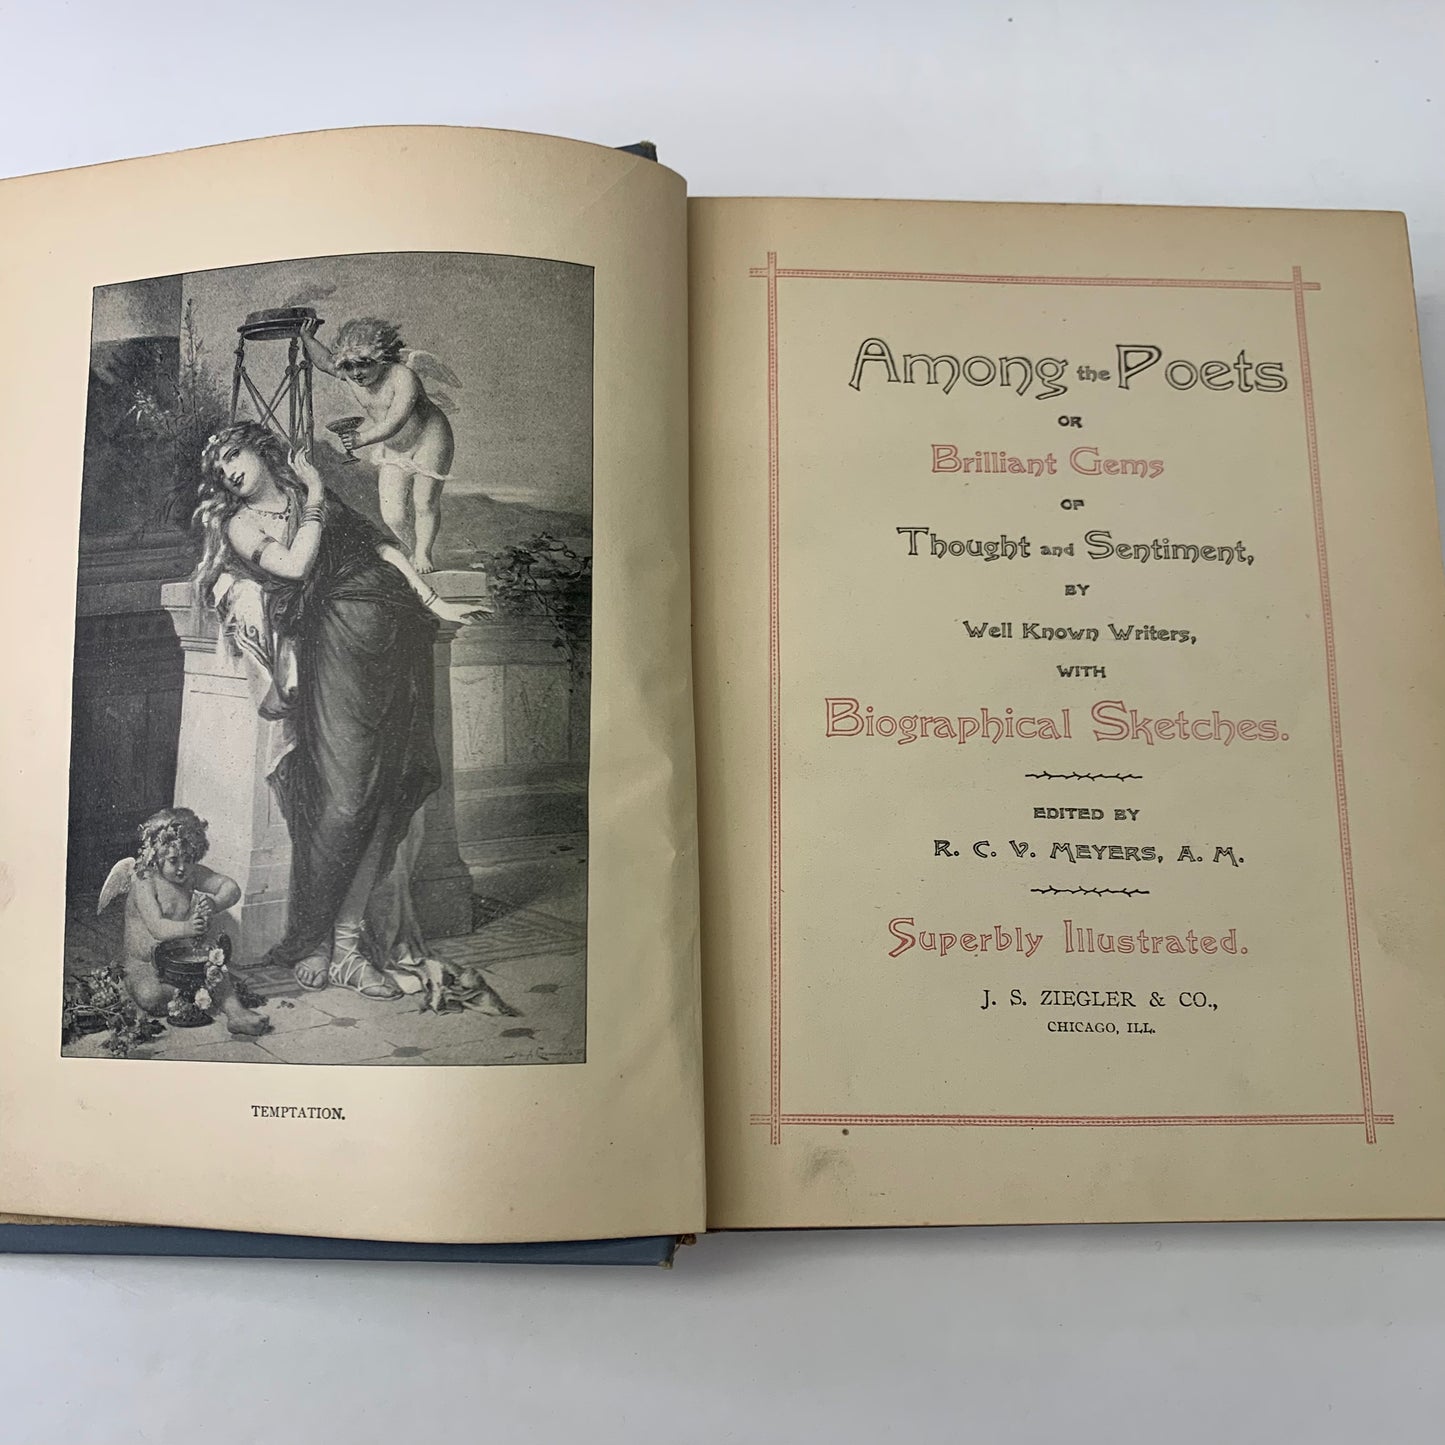 TEMPTATION.
Among the Poets
OR
Brilliant Gems
OF
Thought and Sentiment,
BY
Well Known Writers,
WITH
Biographical Sketches.
EDITED BY
R. C. V. MEYERS, A. M.
Superbly Illustrated.
J. S. ZIEGLER & CO.,
CHICAGO, ILL.